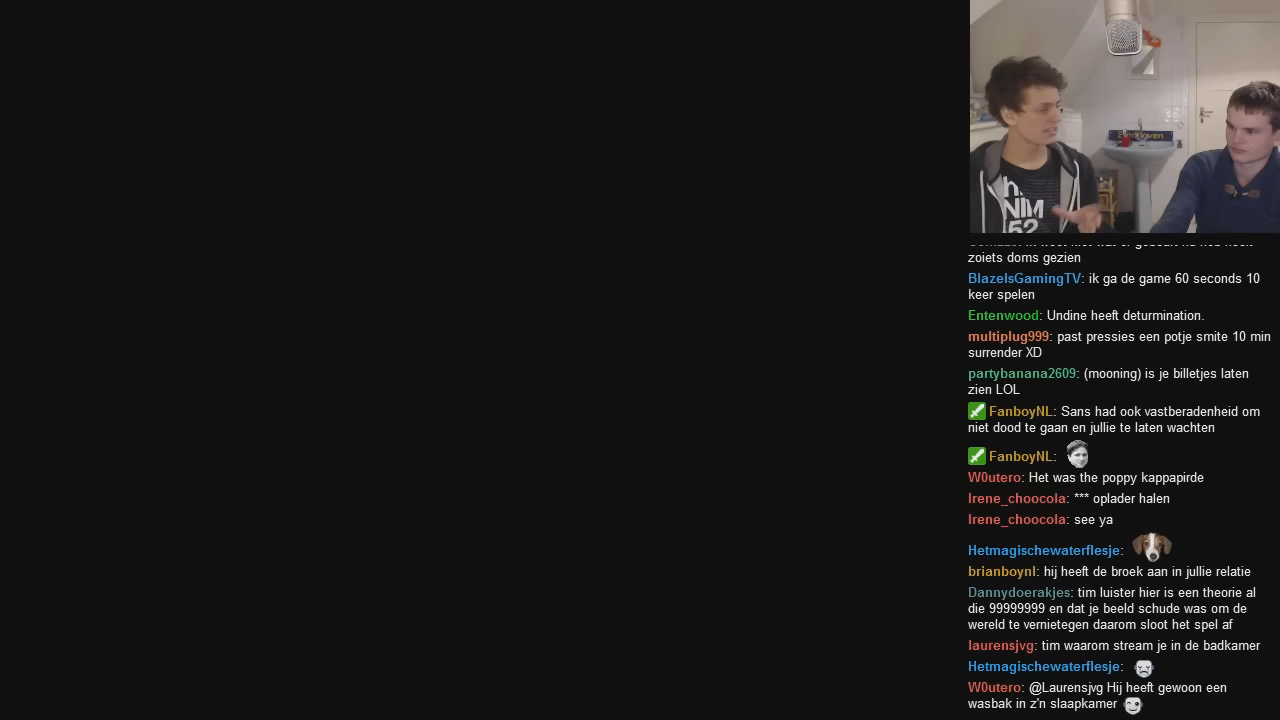 Eindhoven
NIM
52
zoiets doms gezien
BlazeIsGamingTV: ik ga de game 60 seconds 10
keer spelen
Entenwood: Undine heeft deturmination.
multiplug999: past pressies een potje smite 10 min
surrender XD
partybanana2609: (mooning) is je billetjes laten
zien LOL
FanboyNL: Sans had ook vastberadenheid om
niet dood te gaan en jullie te laten wachten
FanboyNL:
W0utero: Het was the poppy kappapirde
Irene_choocola: *** oplader halen
Irene_choocola: see ya
Hetmagischewaterflesje:
brianboynl: hij heeft de broek aan in jullie relatie
Dannydoerakjes: tim luister hier is een theorie al
die 99999999 en dat je beeld schude was om de
wereld te vernietegen daarom sloot het spel af
laurensjvg: tim waarom stream je in de badkamer
Hetmagischewaterflesje:
W0utero: @Laurensjvg Hij heeft gewoon een
wasbak in z'n slaapkamer